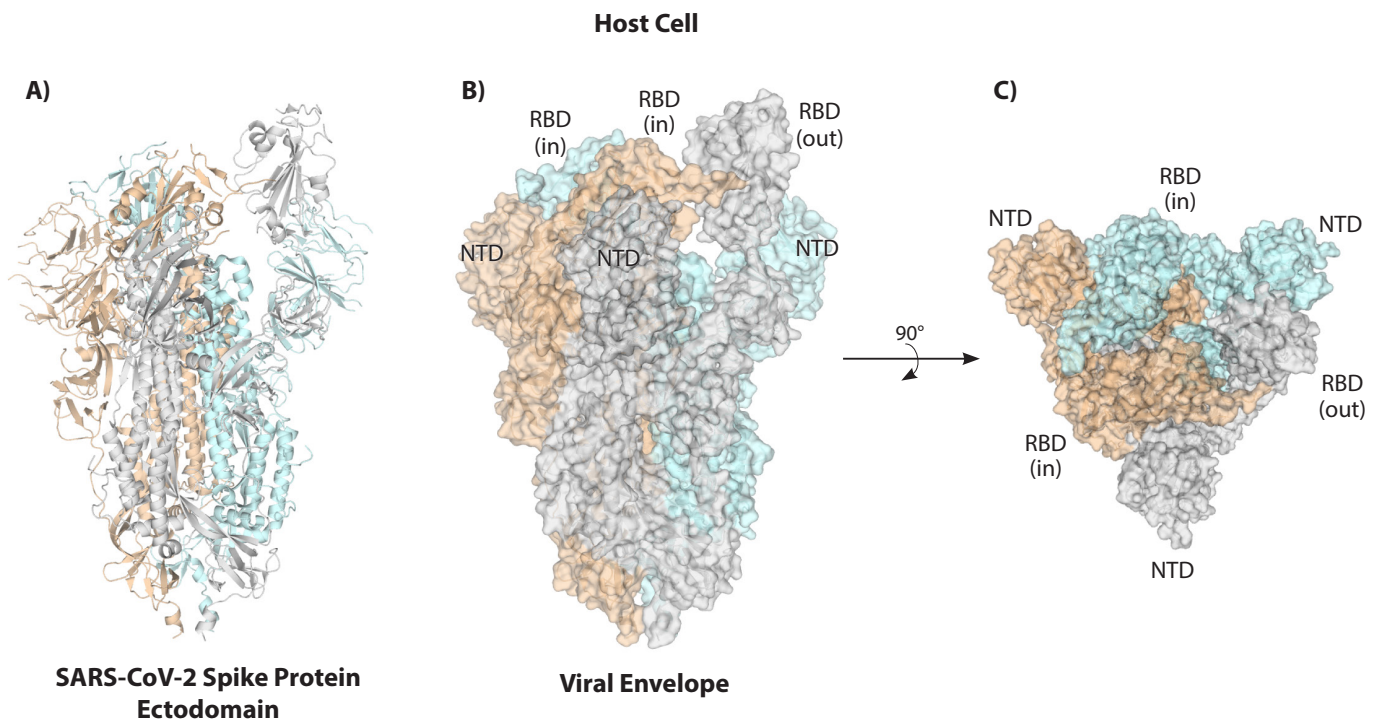 Host Cell
A)
SARS-CoV-2 Spike Protein
Ectodomain
B)
RBD
(in)
RBD
(in)
RBD
(out)
NTD
NTD
NTD
Viral Envelope
90°
C)
RBD
(in)
NTD
NTD
RBD
(out)
RBD
(in)
NTD